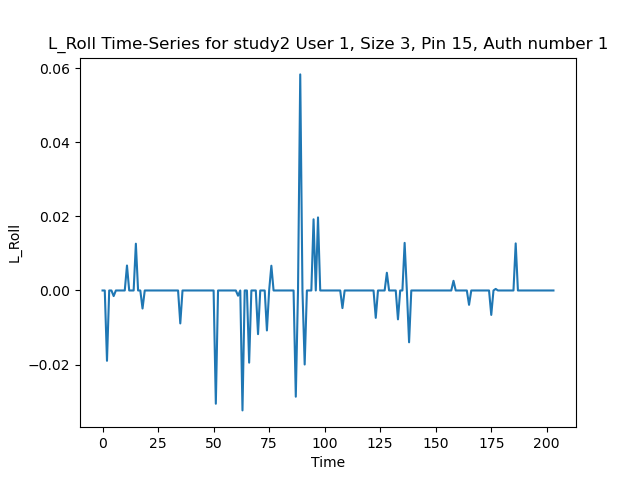 L_Roll Time-Series for study2 User 1, Size 3, Pin 15, Auth number 1
0.06
0.04
0.02
0.00
−0.02
L_Roll
0 25 50 75 100 125 150 175 200
Time